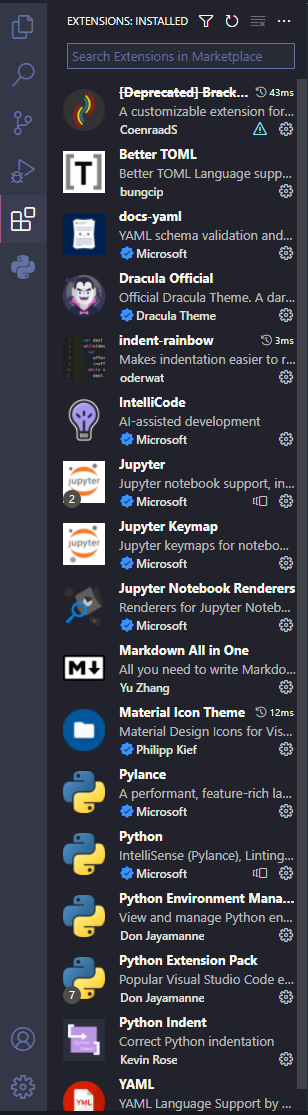 EXTENSIONS: INSTALLED
Search Extensions in Marketplace
[Deprecated] Brack... 43ms
A customizable extension for...
CoenraadS
Better TOML
Better TOML Language supp...
bungcip
docs-yaml
YAML schema validation and...
Microsoft
Dracula Official
Official Dracula Theme. A dar...
Dracula Theme
indent-rainbow 3ms
Makes indentation easier to r...
oderwat
IntelliCode
AI-assisted development
Microsoft
jupyter
2
Jupyter
Jupyter notebook support, in...
Microsoft
jupyter
Jupyter Keymap
Jupyter keymaps for notebo...
Microsoft
Jupyter Notebook Renderers
Renderers for Jupyter Noteb...
Microsoft
Markdown All in One
All you need to write Markdo...
Yu Zhang
Material Icon Theme 12ms
Material Design Icons for Vis...
Philipp Kief
Pylance
A performant, feature-rich la...
Microsoft
Python
IntelliSense (Pylance), Linting...
Microsoft
Python Environment Mana...
View and manage Python en...
Don Jayamanne
7
Python Extension Pack
Popular Visual Studio Code e...
Don Jayamanne
Python Indent
Correct Python indentation
Kevin Rose
YML
YAML
YAML Language Support by ...